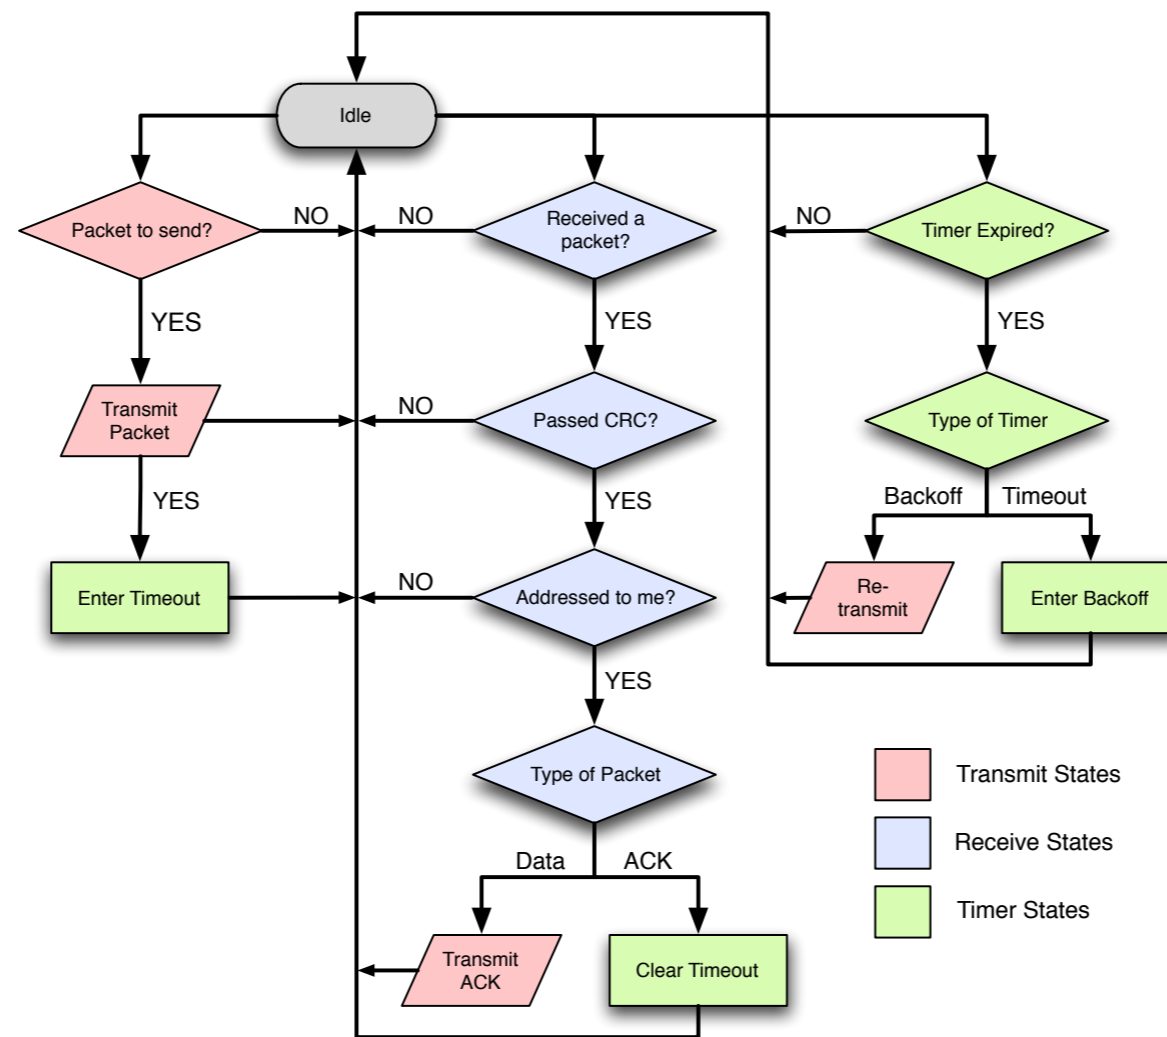 Idle
Packet to send?
NO
NO
Received a
packet?
NO
Timer Expired?
YES
YES
YES
Transmit
Packet
NO
Passed CRC?
Type of Timer
YES
YES
Backoff
Timeout
Enter Timeout
NO
Addressed to me?
Re-
transmit
Enter Backoff
YES
Type of Packet
Transmit States
Receive States
Data
ACK
Timer States
Transmit
ACK
Clear Timeout